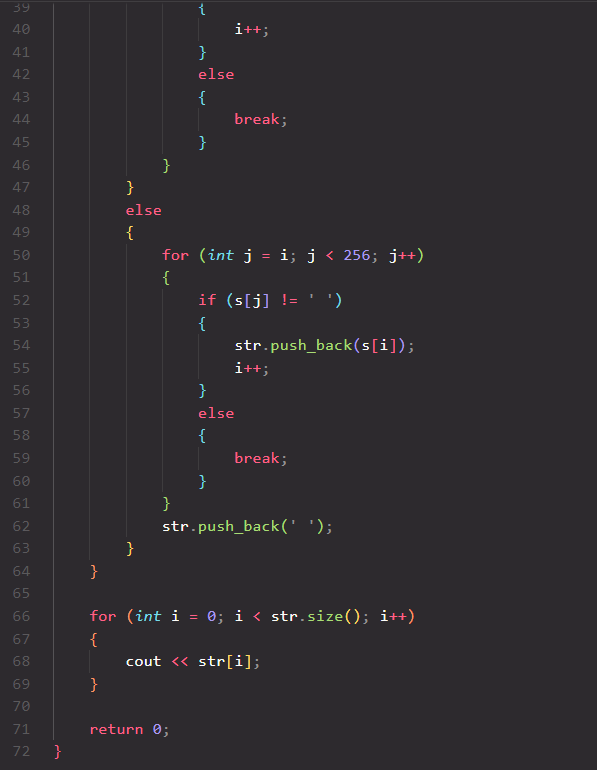 39                    {
40                        i++;
41                    }
42                    else
43                    {
44                        break;
45                    }
46                }
47            }
48            else
49            {
50                for (int j = i; j < 256; j++)
51                {
52                    if (s[j] != ' ')
53                    {
54                        str.push_back(s[i]);
55                        i++;
56                    }
57                    else
58                    {
59                        break;
60                    }
61                }
62                str.push_back(' ');
63            }
64        }
65
66        for (int i = 0; i < str.size(); i++)
67        {
68            cout << str[i];
69        }
70
71        return 0;
72    }